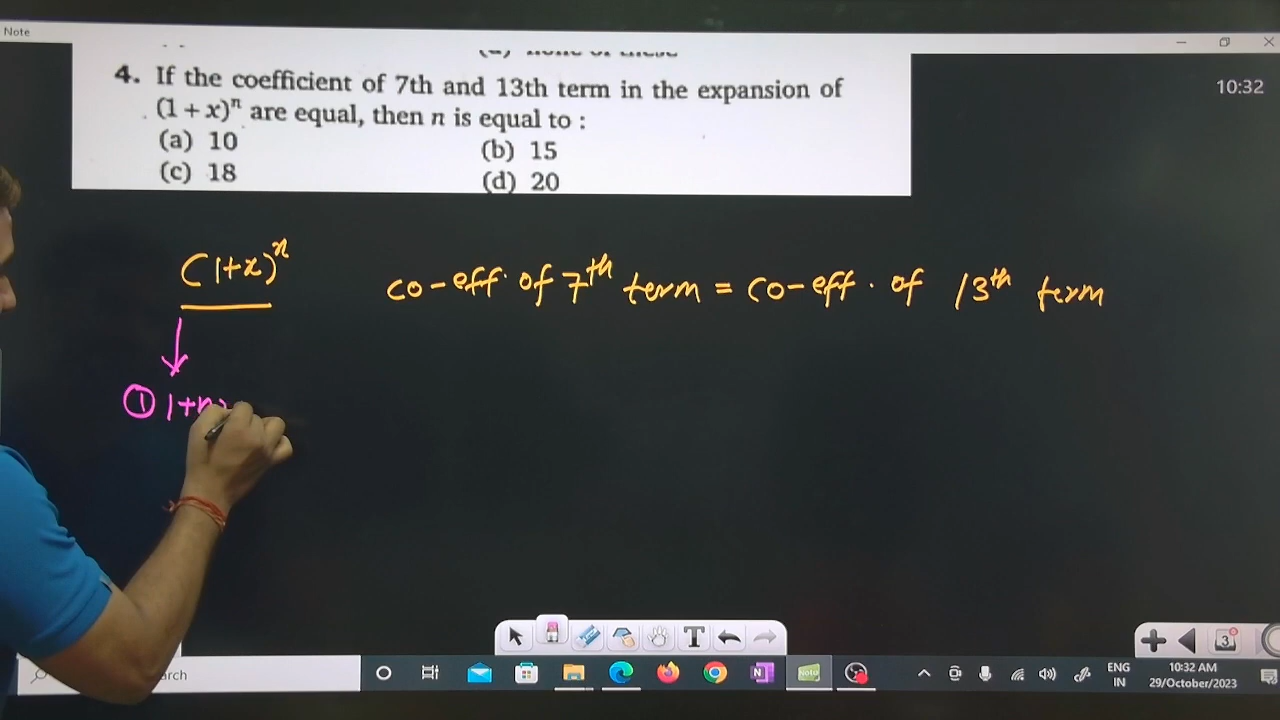 Note
4. If the coefficient of 7th and 13th term in the expansion of
(1 + x)ⁿ are equal, then n is equal to :
(a) 10
(b) 15
(c) 18
(d) 20
10:32
(1+x)ⁿ
co-eff. of 7th term = co-eff. of 13th term
① 1+n
T
3
ENG
IN
10:32 AM
29/October/2023